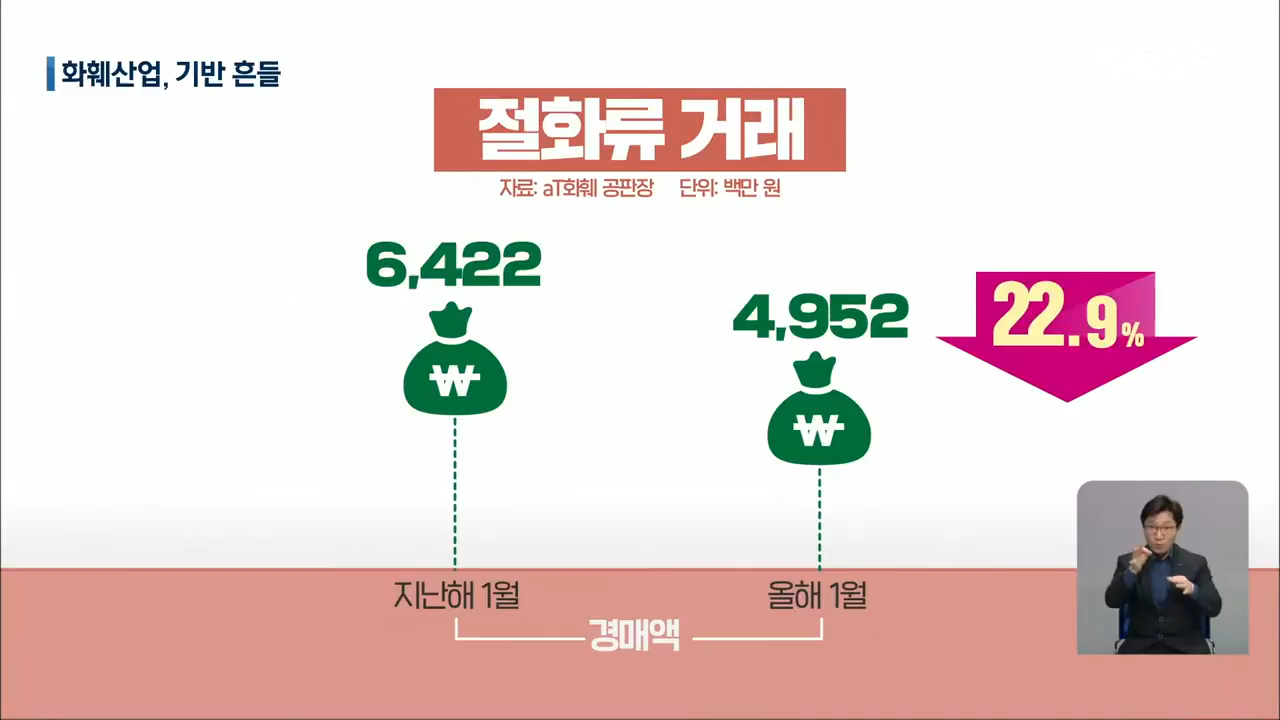 화훼산업, 기반 흔들
절화류 거래
자료: aT화훼 공판장 단위: 백만 원
6,422
4,952
22.9%
₩
₩
지난해 1월
올해 1월
경매액